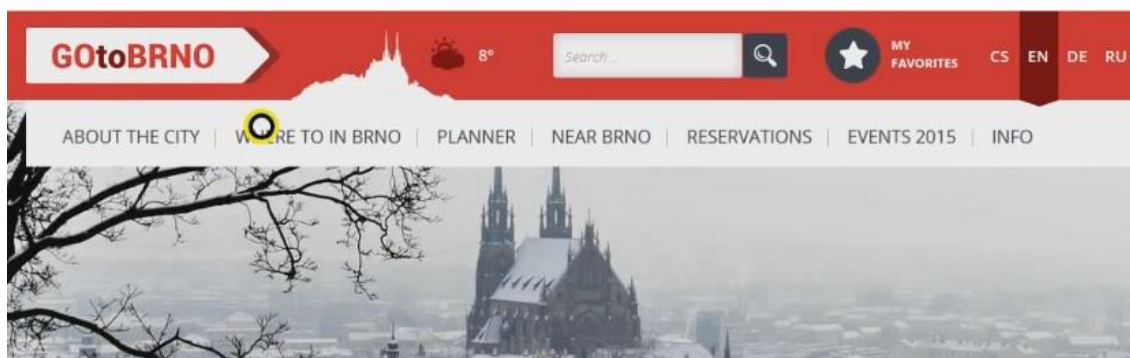 GOtoBRNO
8°
Search ...
MY
FAVORITES
CS EN DE RU
ABOUT THE CITY | WHERE TO IN BRNO | PLANNER | NEAR BRNO | RESERVATIONS | EVENTS 2015 | INFO